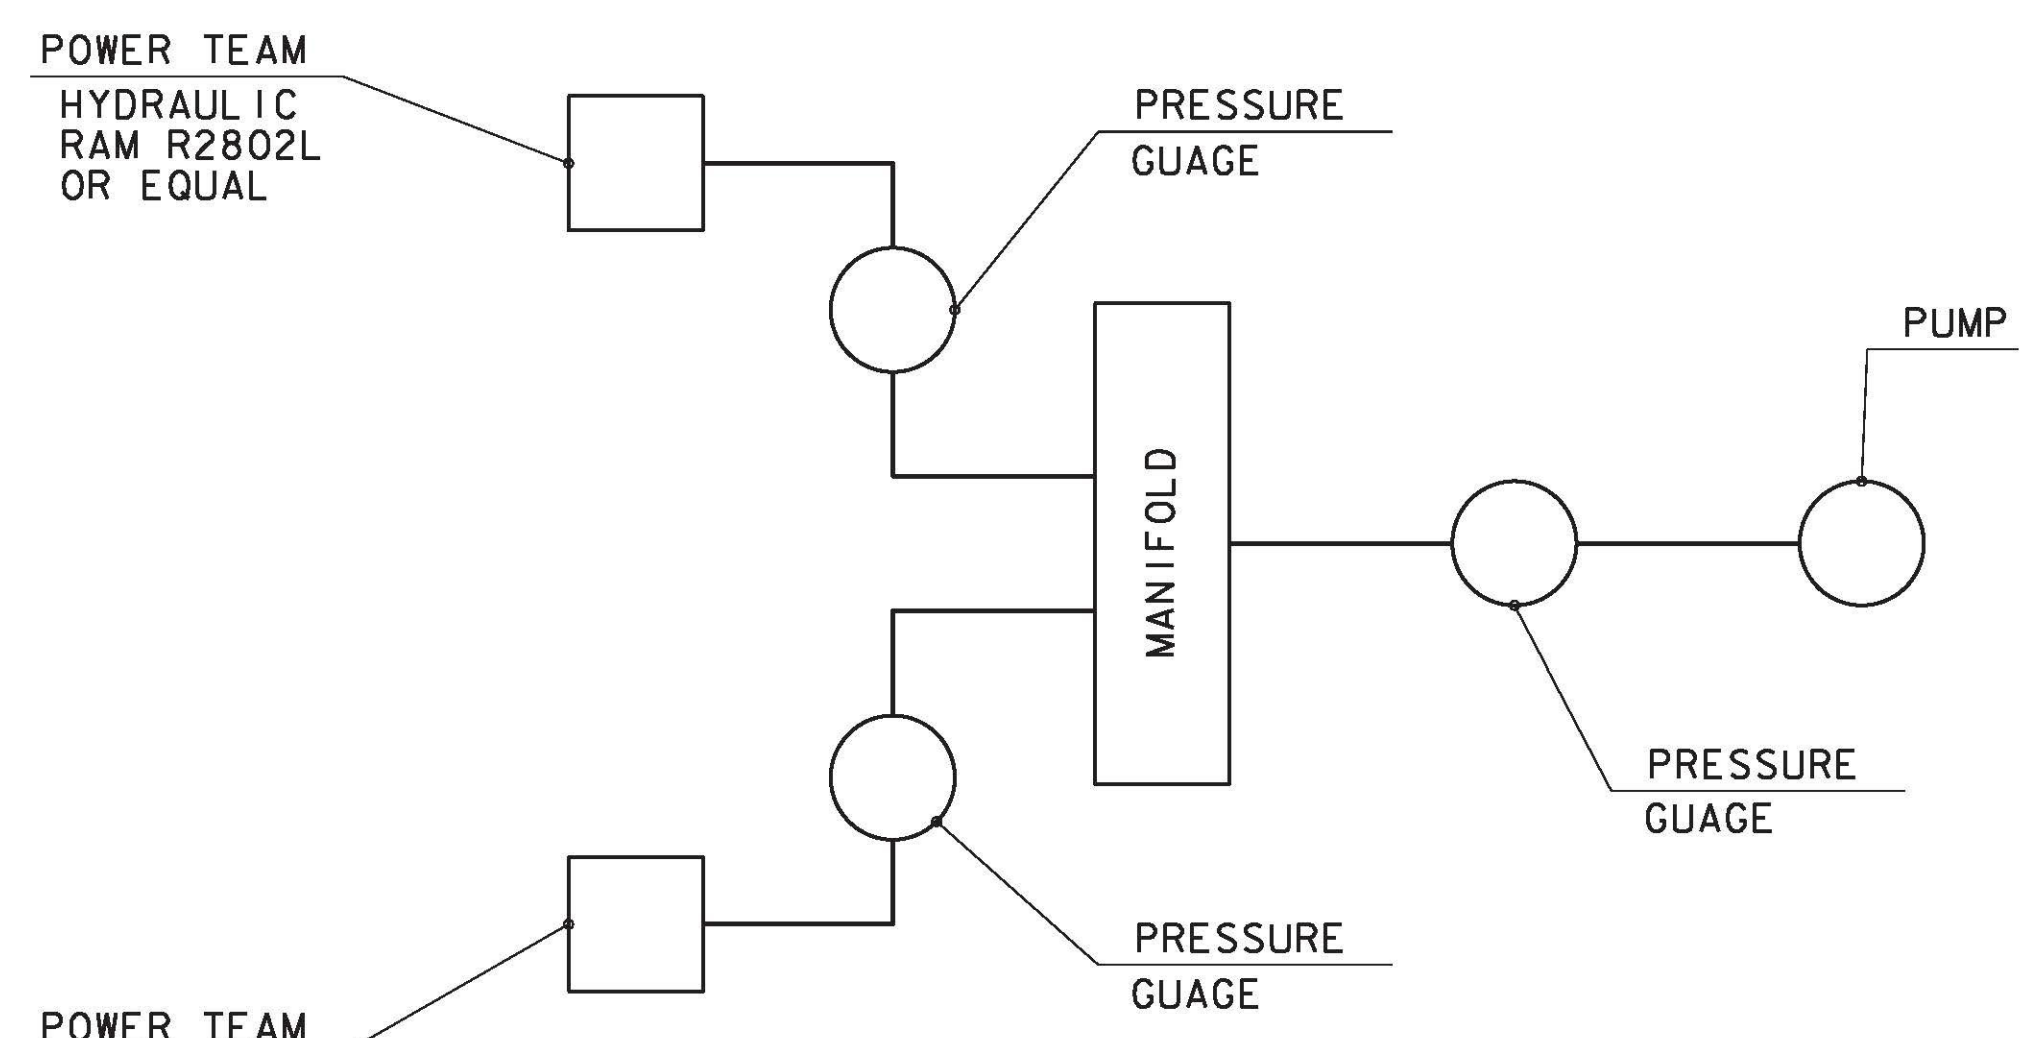 POWER TEAM
HYDRAULIC
RAM R2802L
OR EQUAL
PRESSURE
GUAGE
PUMP
MANIFOLD
PRESSURE
GUAGE
PRESSURE
GUAGE
POWER TEAM